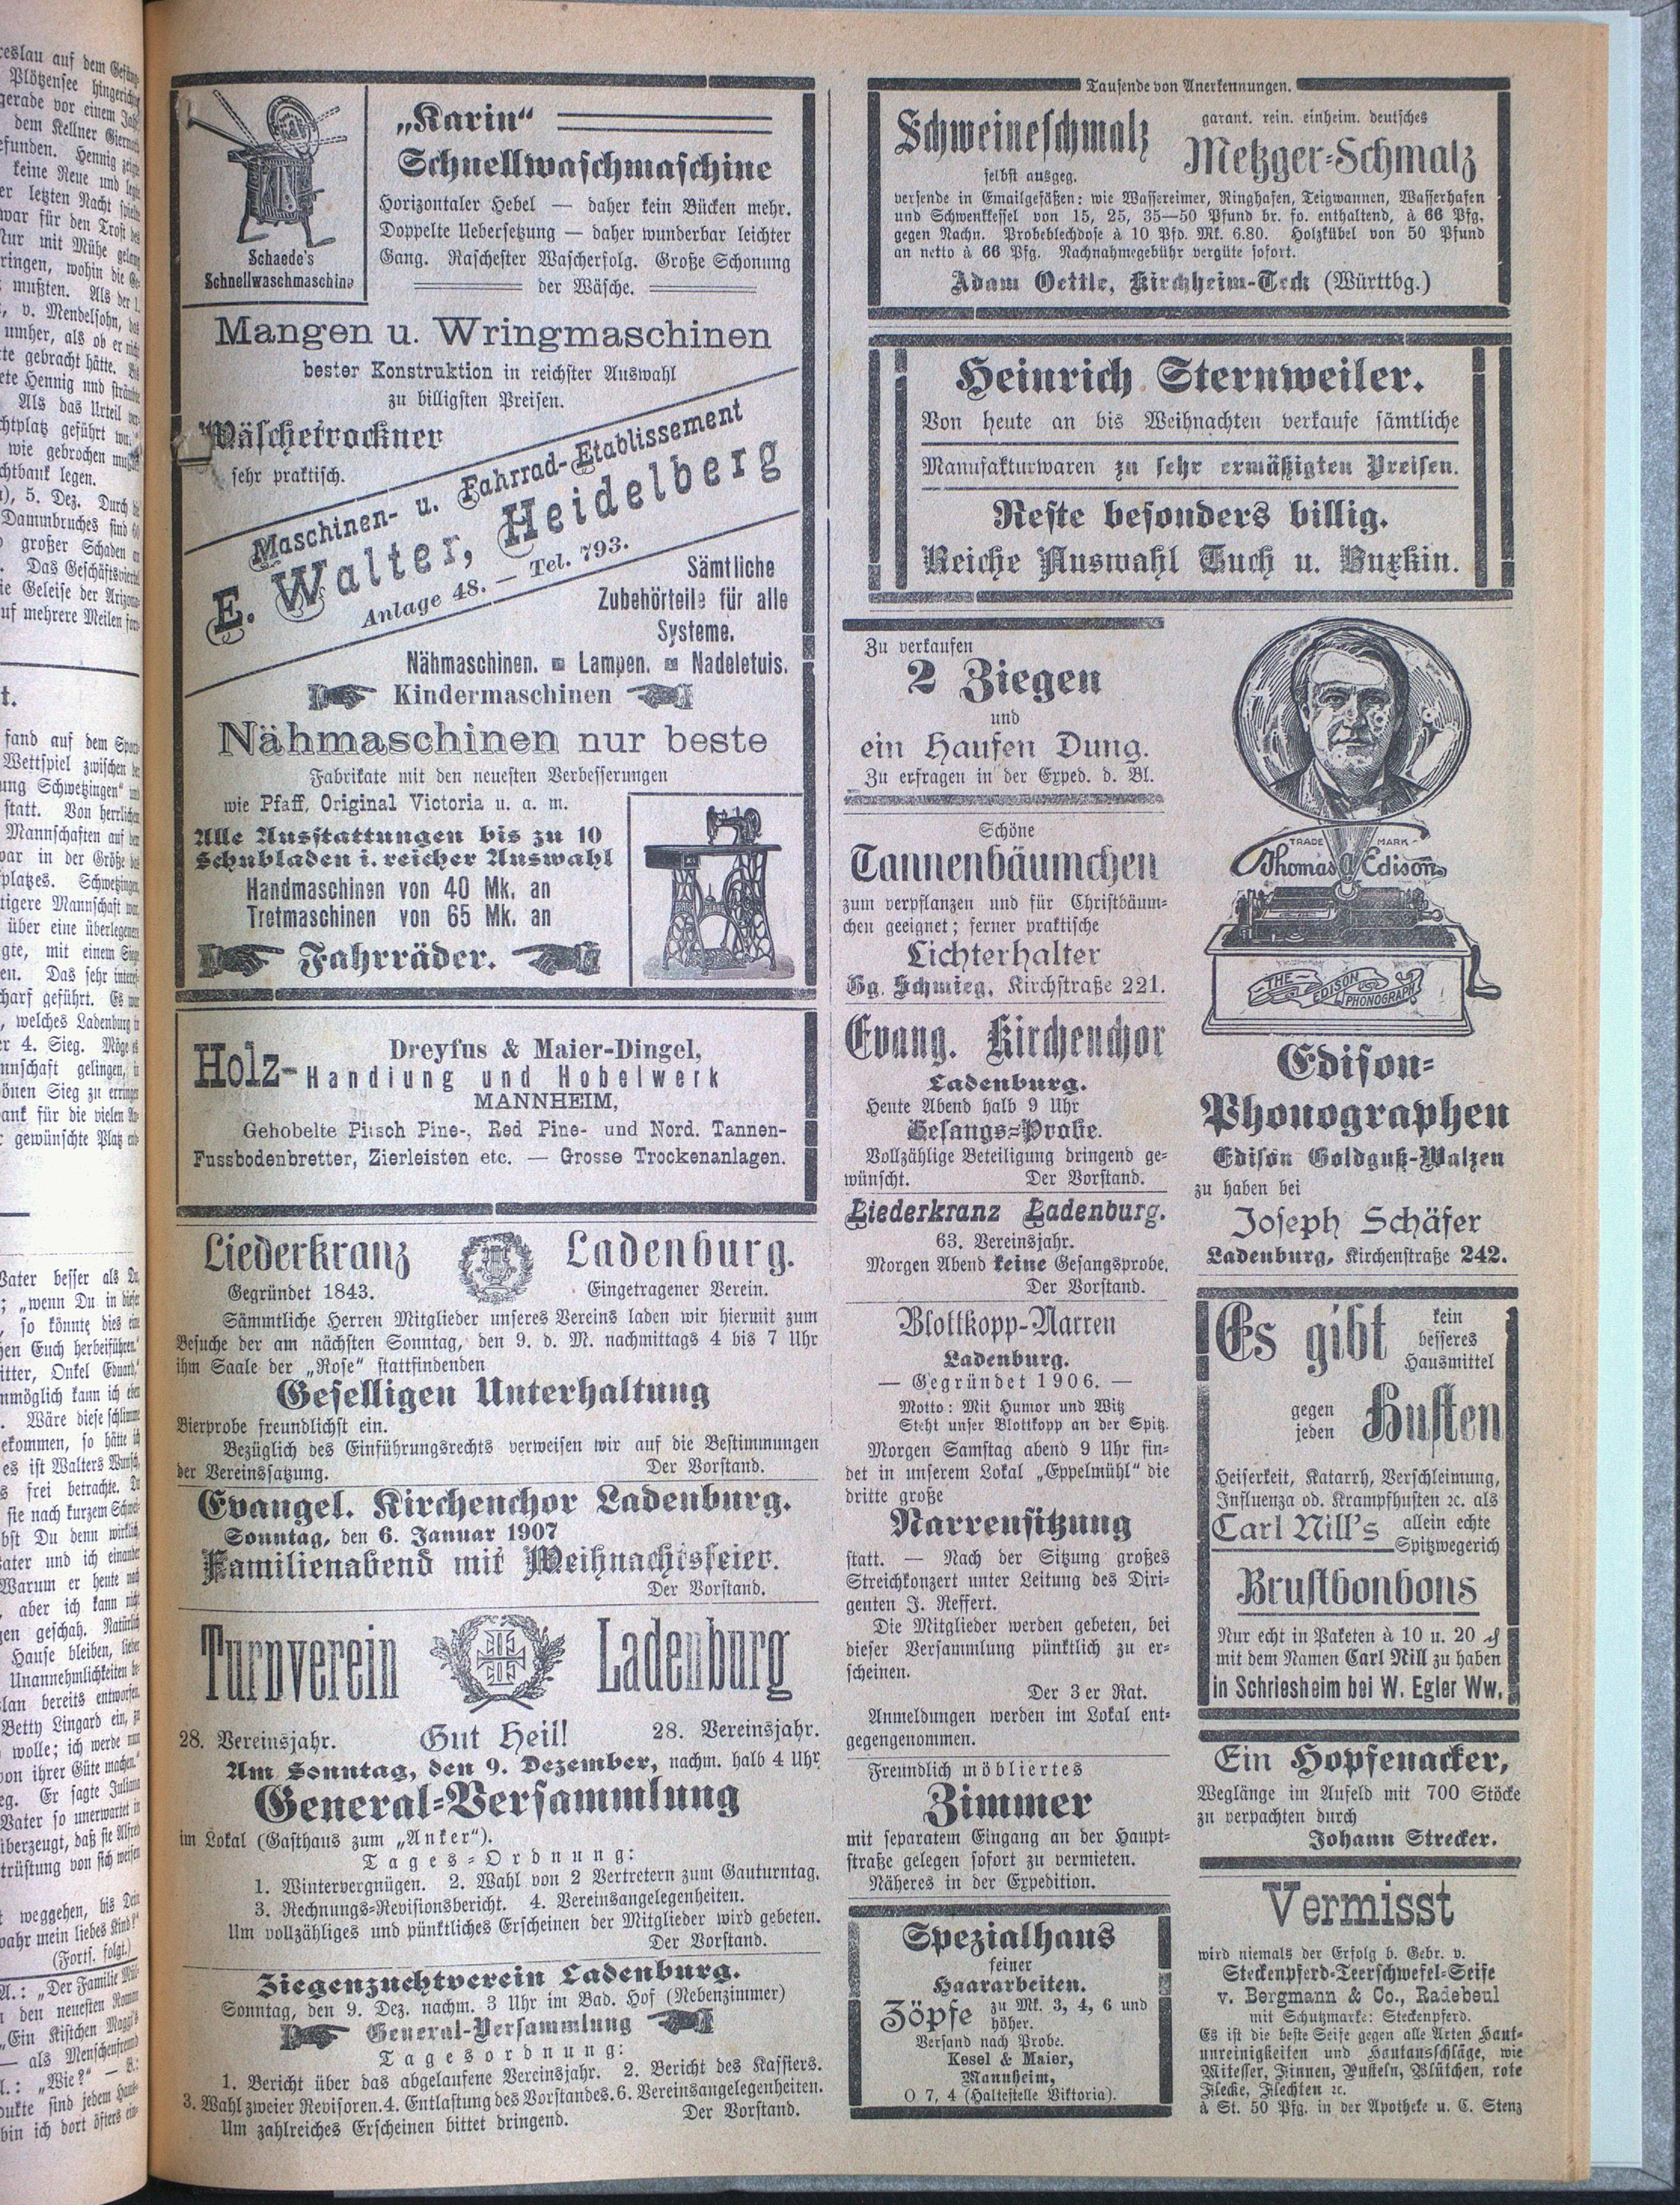 „Karin“
Schnellwaschmaschine
Horizontaler Hebel — daher kein Bücken mehr.
Doppelte Uebersetzung — daher wunderbar leichter
Gang. Raschester Wascherfolg. Große Schonung
der Wäsche.
Schaede's
Schnellwaschmaschine
Mangen u. Wringmaschinen
bester Konstruktion in reichster Auswahl
zu billigsten Preisen.
Wäschetrockner
sehr praktisch.
Maschinen- u. Fahrrad-Etablissement
E. Walter, Heidelberg
Anlage 48. — Tel. 793.
Sämtliche
Zubehörteile für alle
Systeme.
Nähmaschinen. Lampen. Nadeletuis.
Kindermaschinen
Nähmaschinen nur beste
Fabrikate mit den neuesten Verbesserungen
wie Pfaff, Original Victoria u. a. m.
Alle Ausstattungen bis zu 10
Schubladen i. reicher Auswahl
Handmaschinen von 40 Mk. an
Tretmaschinen von 65 Mk. an
Fahrräder.
Dreyfus & Maier-Dingel,
Holz-Handlung und Hobelwerk
MANNHEIM,
Gehobelte Pitsch Pine-, Red Pine- und Nord. Tannen-
Fussbodenbretter, Zierleisten etc. — Grosse Trockenanlagen.
Liederkranz Ladenburg.
Gegründet 1843. Eingetragener Verein.
Sämmtliche Herren Mitglieder unseres Vereins laden wir hiermit zum
Besuche der am nächsten Sonntag, den 9. d. M. nachmittags 4 bis 7 Uhr
ihm Saale der „Rose“ stattfindenden
Geselligen Unterhaltung
Bierprobe freundlichst ein.
Bezüglich des Einführungsrechts verweisen wir auf die Bestimmungen
der Vereinssatzung. Der Vorstand.
Evangel. Kirchenchor Ladenburg.
Sonntag, den 6. Januar 1907
Familienabend mit Weihnachtsfeier.
Der Vorstand.
Turnverein Ladenburg
28. Vereinsjahr. Gut Heil! 28. Vereinsjahr.
Am Sonntag, den 9. Dezember, nachm. halb 4 Uhr
General-Versammlung
im Lokal (Gasthaus zum „Anker“).
Tages-Ordnung:
1. Wintervergnügen. 2. Wahl von 2 Vertretern zum Gauturntag.
3. Rechnungs-Revisionsbericht. 4. Vereinsangelegenheiten.
Um vollzähliges und pünktliches Erscheinen der Mitglieder wird gebeten.
Der Vorstand.
Ziegenzuchtverein Ladenburg.
Sonntag, den 9. Dez. nachm. 3 Uhr im Bad. Hof (Nebenzimmer)
General-Versammlung
Tagesordnung:
1. Bericht über das abgelaufene Vereinsjahr. 2. Bericht des Kassiers.
3. Wahl zweier Revisoren. 4. Entlastung des Vorstandes. 6. Vereinsangelegenheiten.
Um zahlreiches Erscheinen bittet dringend. Der Vorstand.
Tausende von Anerkennungen.
Schweineschmalz
selbst ausgeg.
garant. rein. einheim. deutsches
Metzger-Schmalz
versende in Emailgefäßen: wie Wassereimer, Ringhafen, Teigwannen, Wasserhafen
und Schwenkkessel von 15, 25, 35—50 Pfund br. fo. enthaltend, à 66 Pfg.
gegen Nachn. Probeblechdose à 10 Pfd. Mk. 6.80. Holzkübel von 50 Pfund
an netto à 66 Pfg. Nachnahmegebühr vergüte sofort.
Adam Oettle, Kirchheim-Teck (Württbg.)
Heinrich Sternweiler.
Von heute an bis Weihnachten verkaufe sämtliche
Manufakturwaren zu sehr ermäßigten Preisen.
Reste besonders billig.
Reiche Auswahl Tuch u. Buxkin.
Zu verkaufen
2 Ziegen
und
ein Haufen Dung.
Zu erfragen in der Exped. d. Bl.
Schöne
Tannenbäumchen
zum verpflanzen und für Christbäum-
chen geeignet; ferner praktische
Lichterhalter
Gg. Schmieg, Kirchstraße 221.
Evang. Kirchenchor
Ladenburg.
Heute Abend halb 9 Uhr
Gesangs-Probe.
Vollzählige Beteiligung dringend ge-
wünscht. Der Vorstand.
Liederkranz Ladenburg.
63. Vereinsjahr.
Morgen Abend keine Gesangsprobe.
Der Vorstand.
Blottkopp-Narren
Ladenburg.
— Gegründet 1906. —
Motto: Mit Humor und Witz
Steht unser Blottkopp an der Spitz.
Morgen Samstag abend 9 Uhr fin-
det in unserem Lokal „Eppelmühl“ die
dritte große
Narrensitzung
statt. — Nach der Sitzung großes
Streichkonzert unter Leitung des Diri-
genten J. Neffert.
Die Mitglieder werden gebeten, bei
dieser Versammlung pünktlich zu er-
scheinen.
Der 3er Rat.
Anmeldungen werden im Lokal ent-
gegengenommen.
Freundlich möbliertes
Zimmer
mit separatem Eingang an der Haupt-
straße gelegen sofort zu vermieten.
Näheres in der Expedition.
Spezialhaus
feiner
Haararbeiten.
Zöpfe zu Mk. 3, 4, 6 und
höher.
Versand nach Probe.
Kesel & Maier,
Mannheim,
O 7, 4 (Haltestelle Viktoria).
TRADE MARK
Thomas A Edison
THE EDISON PHONOGRAPH
Edison-
Phonographen
Edison Goldguß-Walzen
zu haben bei
Joseph Schäfer
Ladenburg, Kirchenstraße 242.
Es gibt kein
besseres
Hausmittel
gegen
jeden Husten
Heiserkeit, Katarrh, Verschleimung,
Influenza od. Krampfhusten ꝛc. als
Carl Nill's allein echte
Spitzwegerich
Brustbonbons
Nur echt in Paketen à 10 u. 20 ₰
mit dem Namen Carl Nill zu haben
in Schriesheim bei W. Egler Ww.
Ein Hopfenacker,
Weglänge im Aufeld mit 700 Stöcke
zu verpachten durch
Johann Strecker.
Vermisst
wird niemals der Erfolg b. Gebr. v.
Steckenpferd-Teerschwefel-Seife
v. Bergmann & Co., Radebeul
mit Schutzmarke: Steckenpferd.
Es ist die beste Seife gegen alle Arten Haut-
unreinigkeiten und Hautausschläge, wie
Mitesser, Finnen, Pusteln, Blütchen, rote
Flecke, Flechten ꝛc.
à St. 50 Pfg. in der Apotheke u. C. Stenz